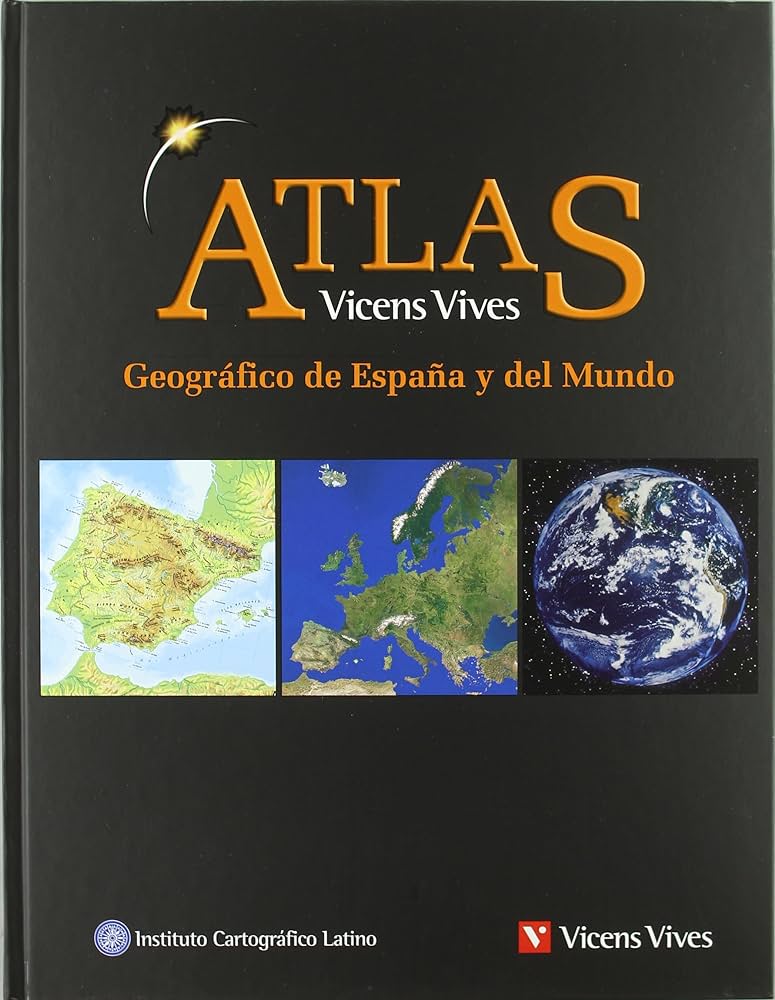 ATLAS
Vicens Vives
Geográfico de España y del Mundo
Instituto Cartográfico Latino
Vicens Vives